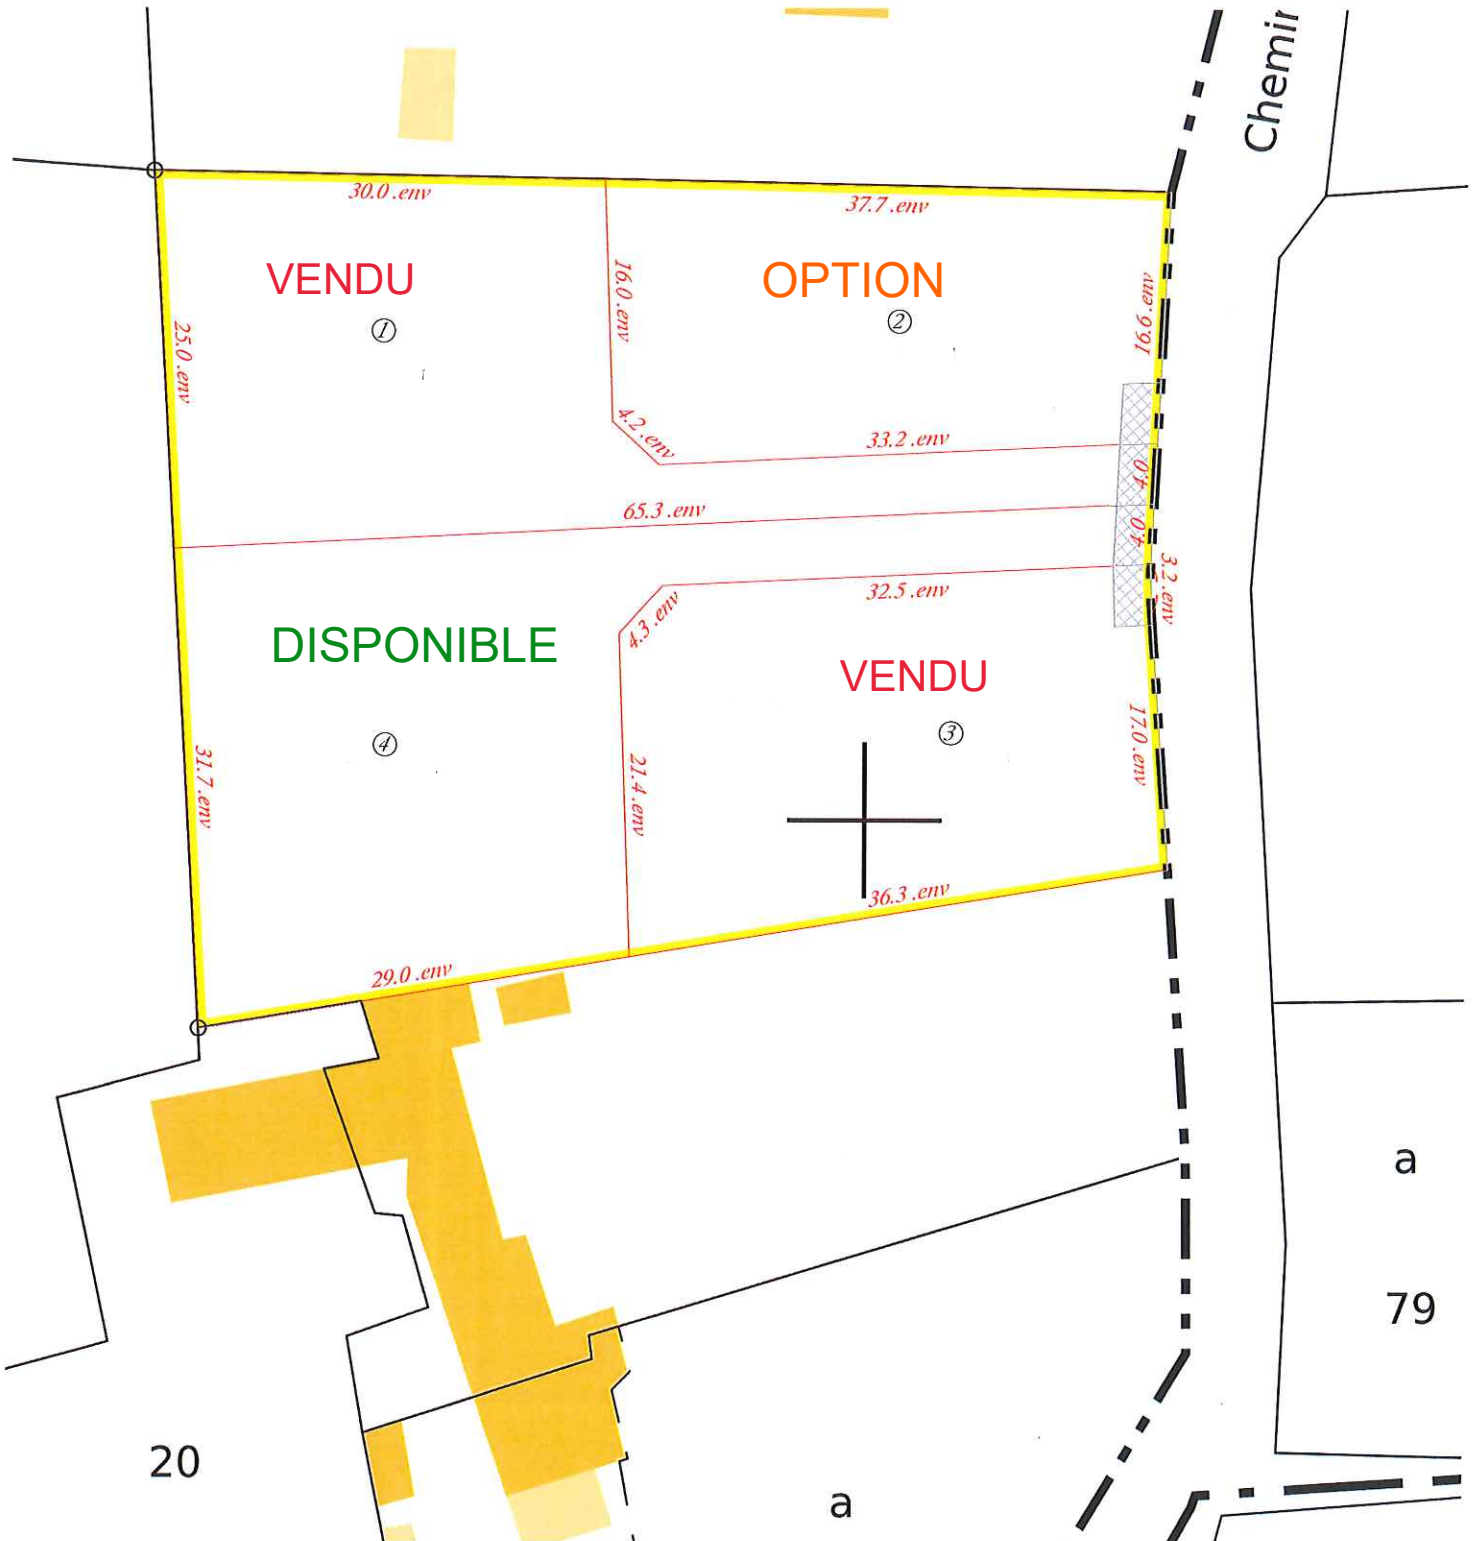 Chemin
30.0 .env
37.7 .env
VENDU
OPTION
1
2
16.0 .env
16.6 .env
25.0 .env
4.2 .env
33.2 .env
4.0
65.3 .env
4.0
3.2 .env
32.5 .env
4.3 .env
DISPONIBLE
VENDU
4
3
17.0 .env
31.7 .env
21.4 .env
36.3 .env
29.0 .env
a
79
20
a